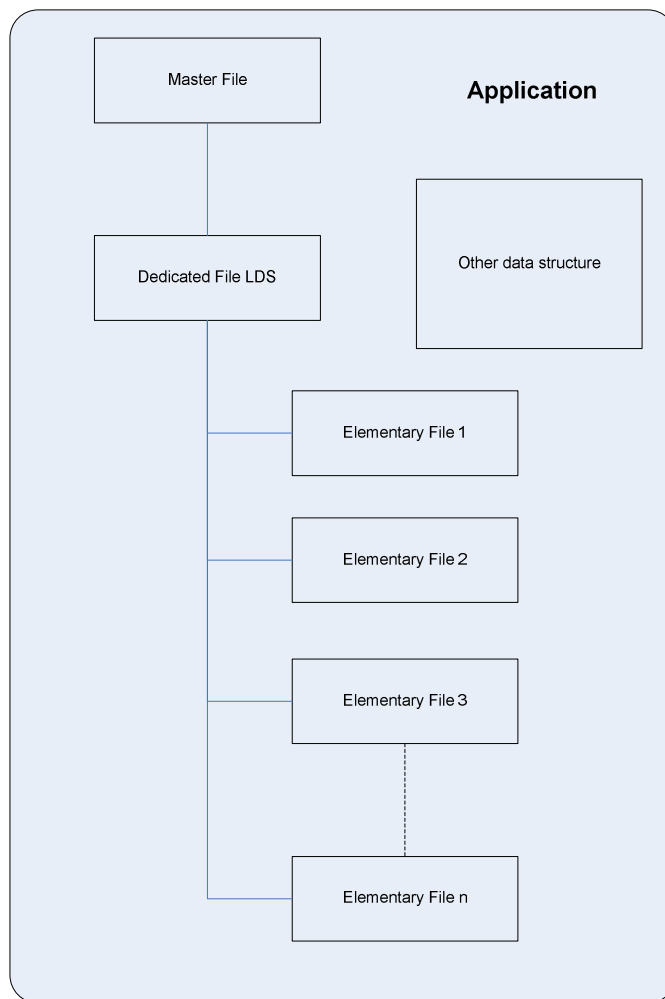 Master File
Application
Dedicated File LDS
Other data structure
Elementary File 1
Elementary File 2
Elementary File 3
Elementary File n